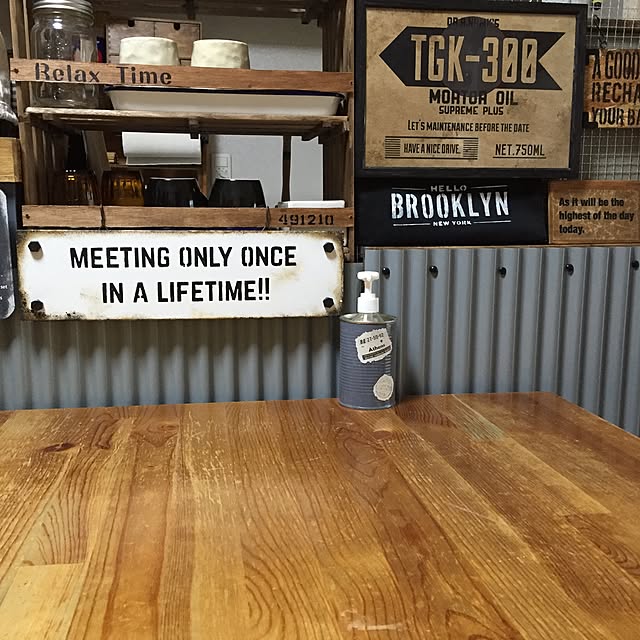 Relax Time
491210
MEETING ONLY ONCE
IN A LIFETIME!!
TGK-300
MORTOR OIL
SUPREME PLUS
LET'S MAINTENANCE BEFORE THE DATE
HAVE A NICE DRIVE.
NET.750ML
HELLO
BROOKLYN
NEW YORK
As it will be the
highest of the day
today.
A GOOD
RECHA
YOUR BA